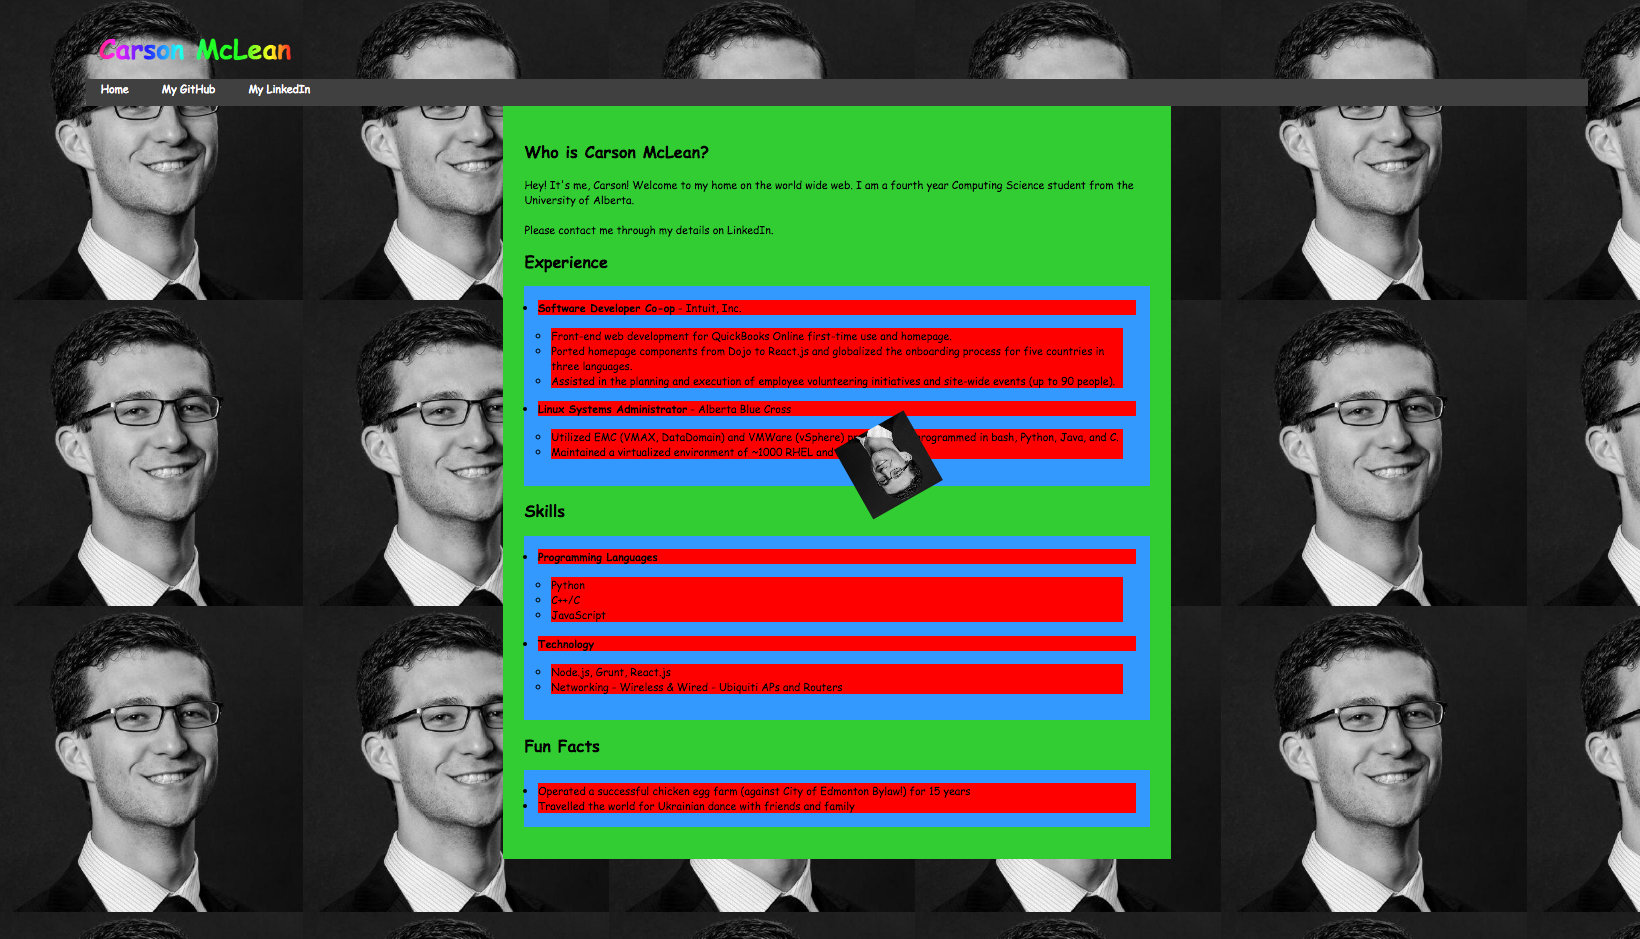 Carson McLean
Home My GitHub My LinkedIn
Who is Carson McLean?
Hey! It's me, Carson! Welcome to my home on the world wide web. I am a fourth year Computing Science student from the
University of Alberta.
Please contact me through my details on LinkedIn.
Experience
Software Developer Co-op - Intuit, Inc.
Front-end web development for QuickBooks Online first-time use and homepage.
Ported homepage components from Dojo to React.js and globalized the onboarding process for five countries in
three languages.
Assisted in the planning and execution of employee volunteering initiatives and site-wide events (up to 90 people).
Linux Systems Administrator - Alberta Blue Cross
Utilized EMC (VMAX, DataDomain) and VMWare (vSphere) programmed in bash, Python, Java, and C.
Maintained a virtualized environment of ~1000 RHEL and
Skills
Programming Languages
Python
C++/C
JavaScript
Technology
Node.js, Grunt, React.js
Networking - Wireless & Wired - Ubiquiti APs and Routers
Fun Facts
Operated a successful chicken egg farm (against City of Edmonton Bylaw!) for 15 years
Travelled the world for Ukrainian dance with friends and family